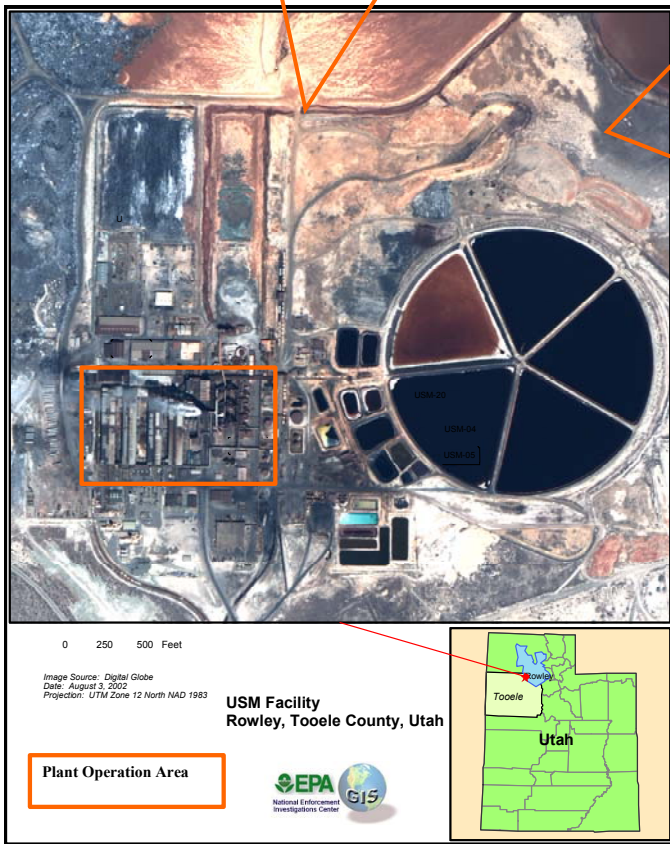 U
USM-20
USM-04
USM-05
0 250 500 Feet
Image Source: Digital Globe
Date: August 3, 2002
Projection: UTM Zone 12 North NAD 1983
USM Facility
Rowley, Tooele County, Utah
Plant Operation Area
EPA
National Enforcement
Investigations Center
GIS
Rowley
Tooele
Utah